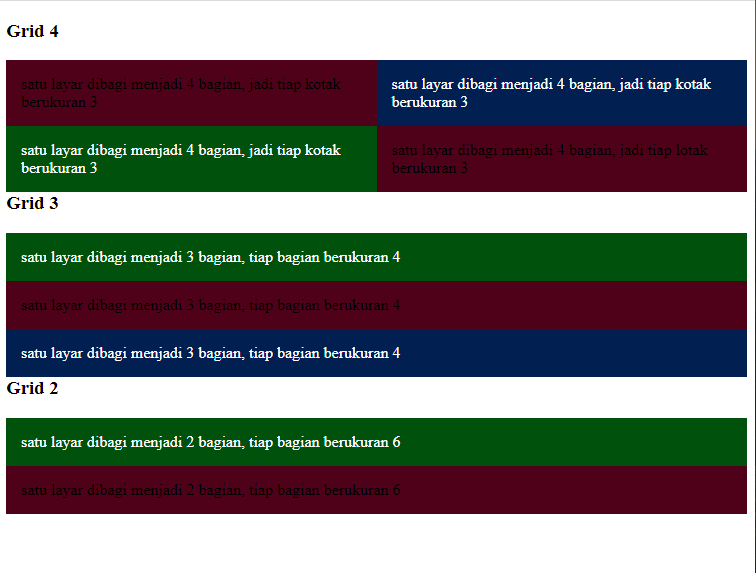 Grid 4
satu layar dibagi menjadi 4 bagian, jadi tiap kotak
berukuran 3
satu layar dibagi menjadi 4 bagian, jadi tiap kotak
berukuran 3
satu layar dibagi menjadi 4 bagian, jadi tiap kotak
berukuran 3
satu layar dibagi menjadi 4 bagian, jadi tiap lotak
berukuran 3
Grid 3
satu layar dibagi menjadi 3 bagian, tiap bagian berukuran 4
satu layar dibagi menjadi 3 bagian, tiap bagian berukuran 4
satu layar dibagi menjadi 3 bagian, tiap bagian berukuran 4
Grid 2
satu layar dibagi menjadi 2 bagian, tiap bagian berukuran 6
satu layar dibagi menjadi 2 bagian, tiap bagian berukuran 6